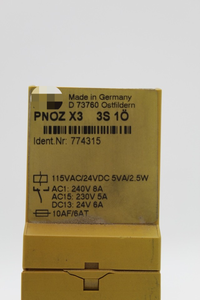 Made in Germany
D 73760 Ostfildern
PNOZ X3 3S 1Ö
Ident.Nr: 774315
115VAC/24VDC 5VA/2.5W
AC1: 240V 8A
AC15: 230V 5A
DC13: 24V 6A
10AF/6AT